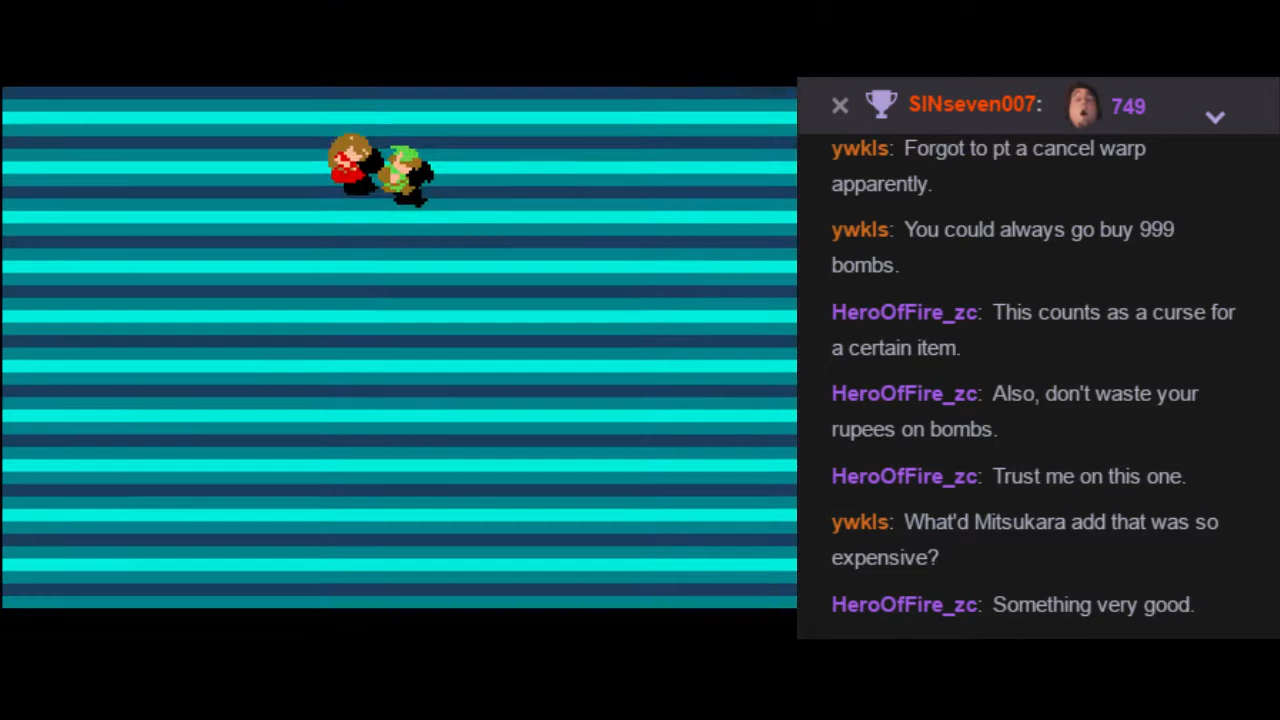 SINseven007: 749
ywkls: Forgot to pt a cancel warp
apparently.
ywkls: You could always go buy 999
bombs.
HeroOfFire_zc: This counts as a curse for
a certain item.
HeroOfFire_zc: Also, don't waste your
rupees on bombs.
HeroOfFire_zc: Trust me on this one.
ywkls: What'd Mitsukara add that was so
expensive?
HeroOfFire_zc: Something very good.